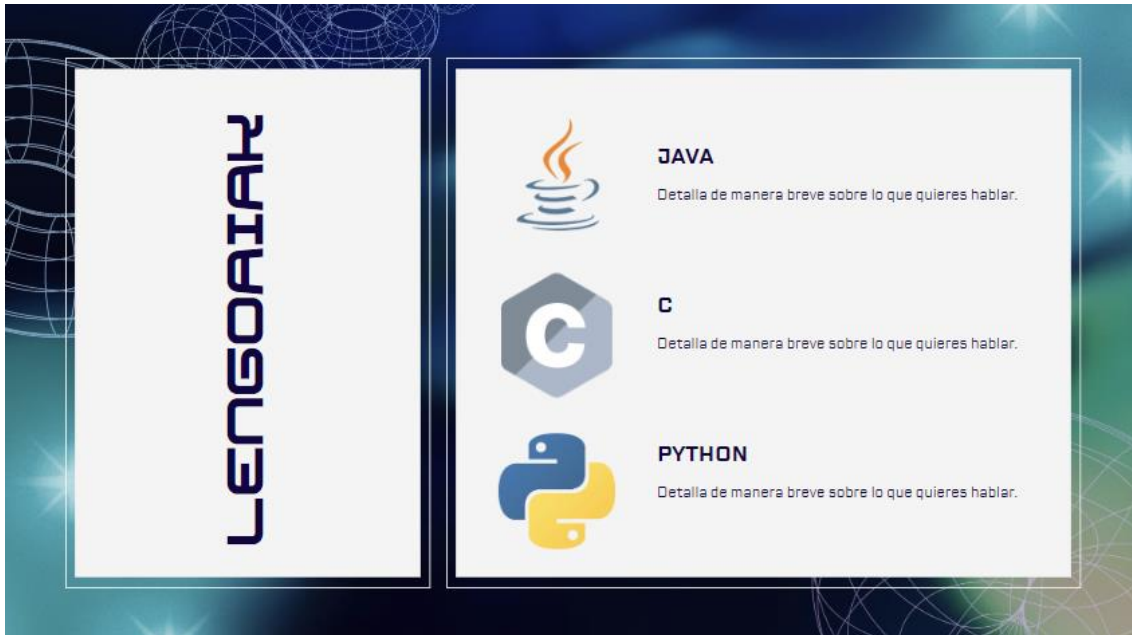 LENGOAIAK
JAVA
Detalla de manera breve sobre lo que quieres hablar.
C
C
Detalla de manera breve sobre lo que quieres hablar.
PYTHON
Detalla de manera breve sobre lo que quieres hablar.